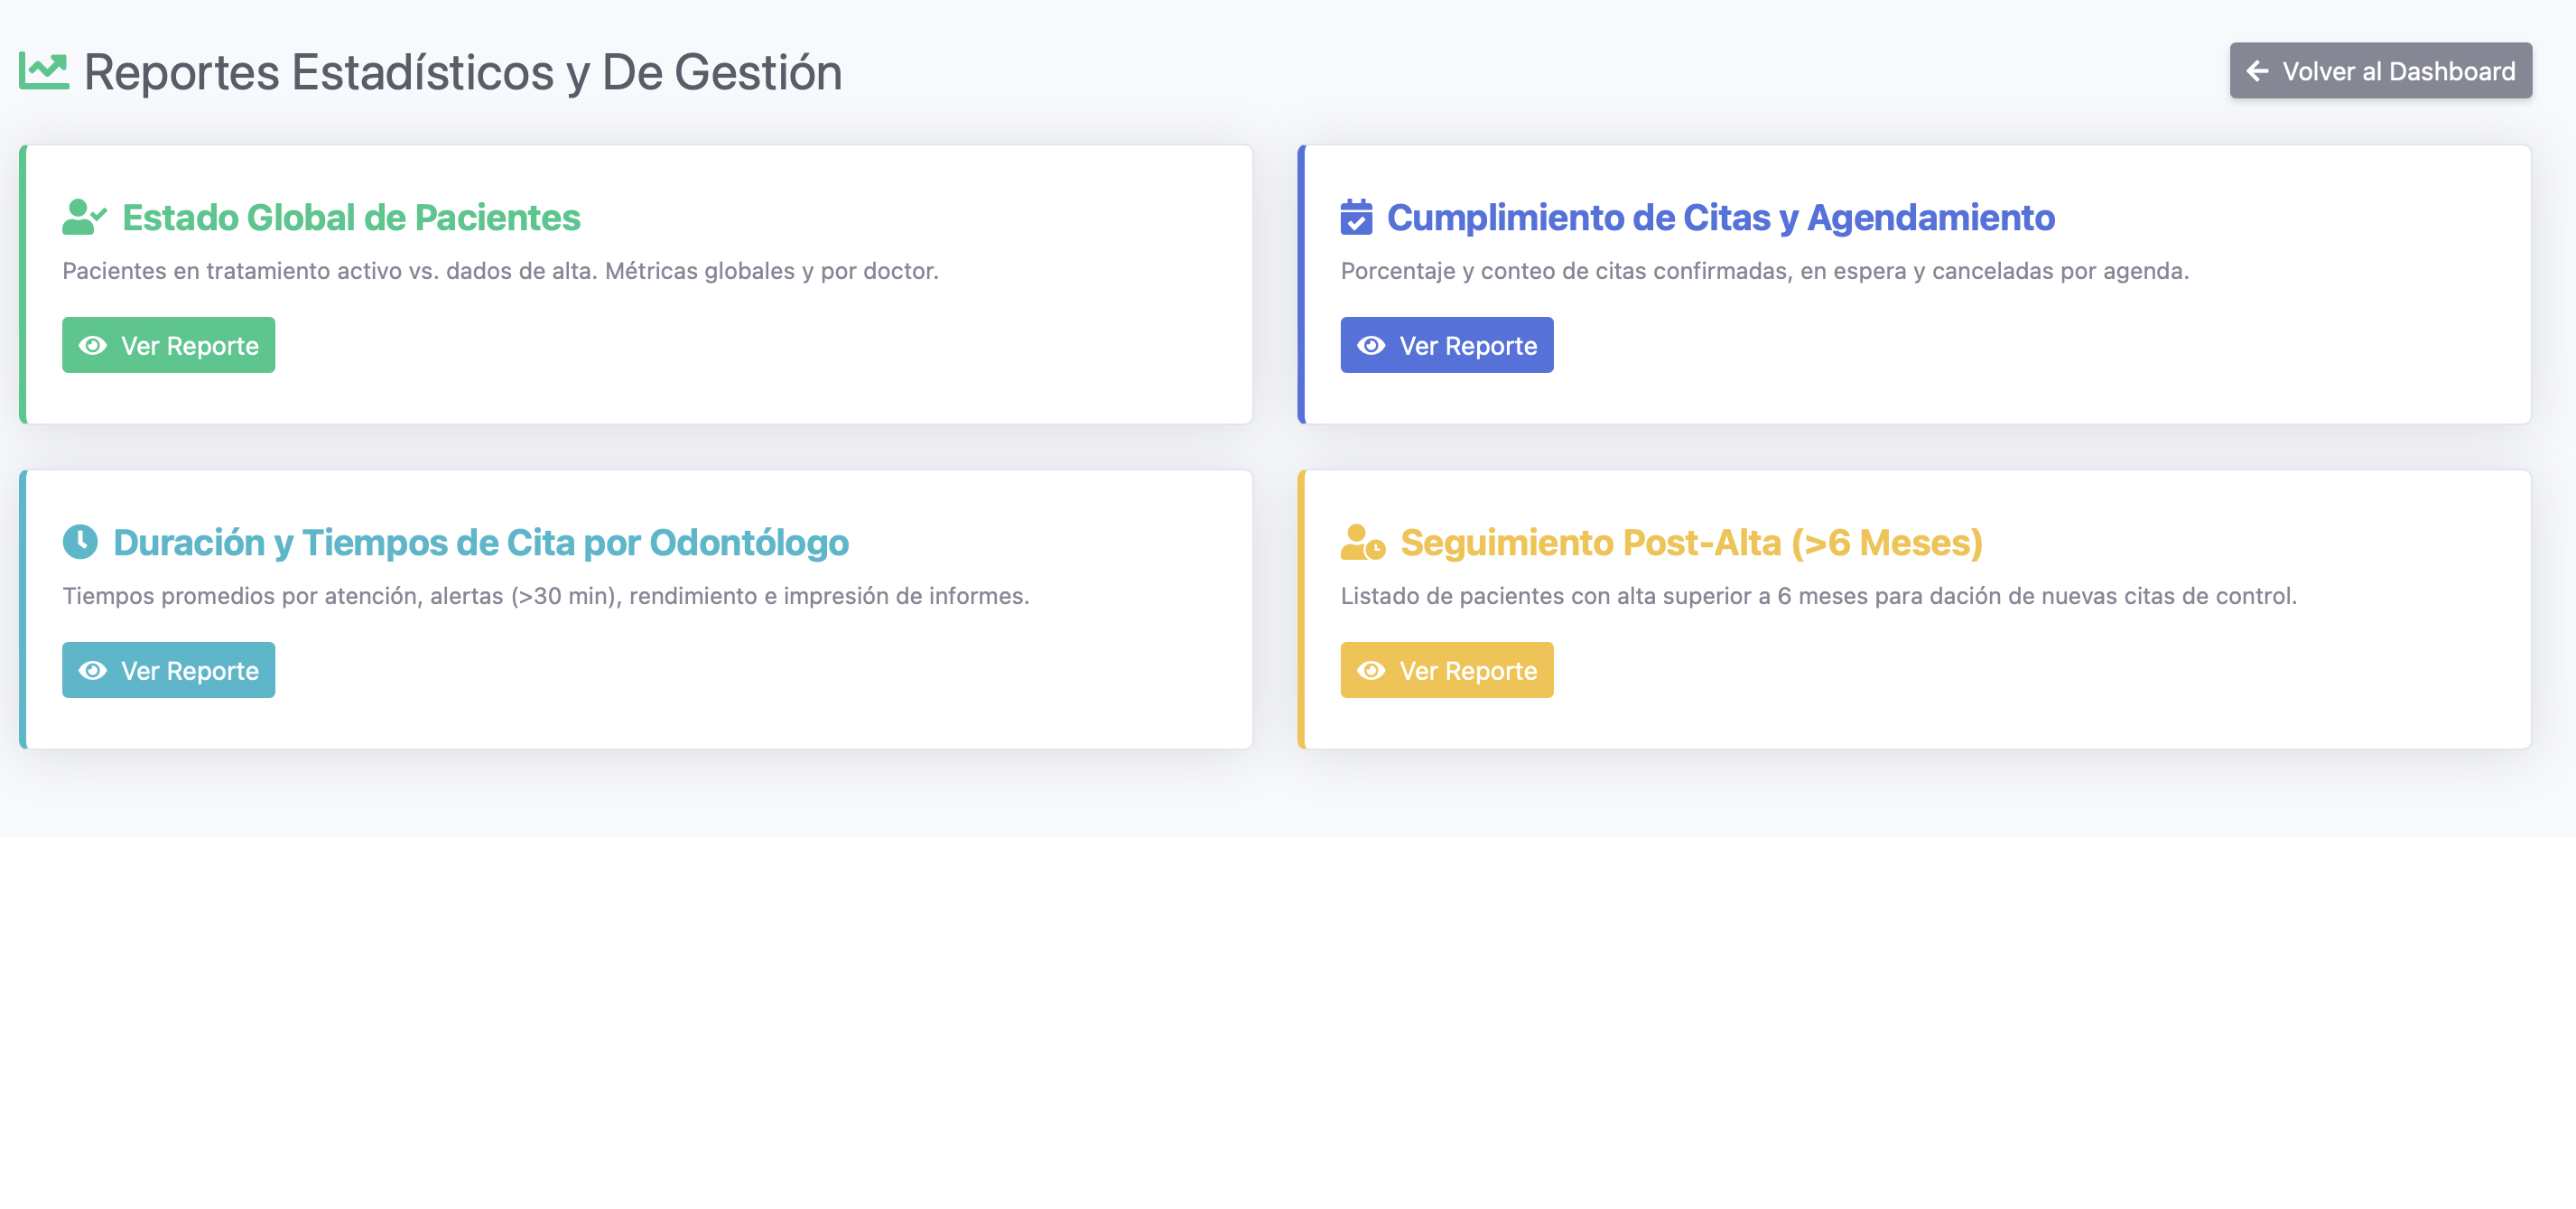 Reportes Estadísticos y De Gestión
Volver al Dashboard
Estado Global de Pacientes
Pacientes en tratamiento activo vs. dados de alta. Métricas globales y por doctor.
Ver Reporte
Cumplimiento de Citas y Agendamiento
Porcentaje y conteo de citas confirmadas, en espera y canceladas por agenda.
Ver Reporte
Duración y Tiempos de Cita por Odontólogo
Tiempos promedios por atención, alertas (>30 min), rendimiento e impresión de informes.
Ver Reporte
Seguimiento Post-Alta (>6 Meses)
Listado de pacientes con alta superior a 6 meses para dación de nuevas citas de control.
Ver Reporte